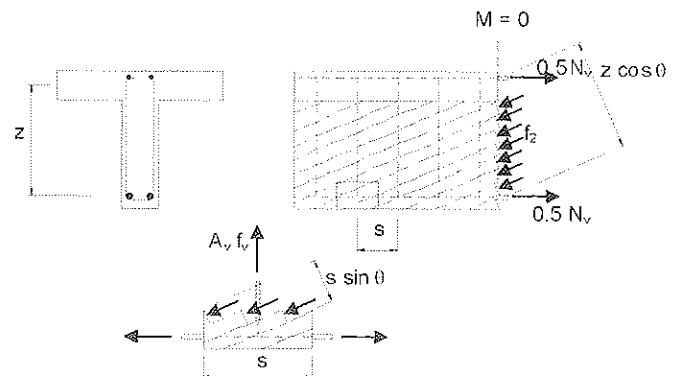 M = 0
0.5 Nᵥ z cos θ
z
f₂
0.5 Nᵥ
s
Aᵥ fᵥ
s sin θ
s